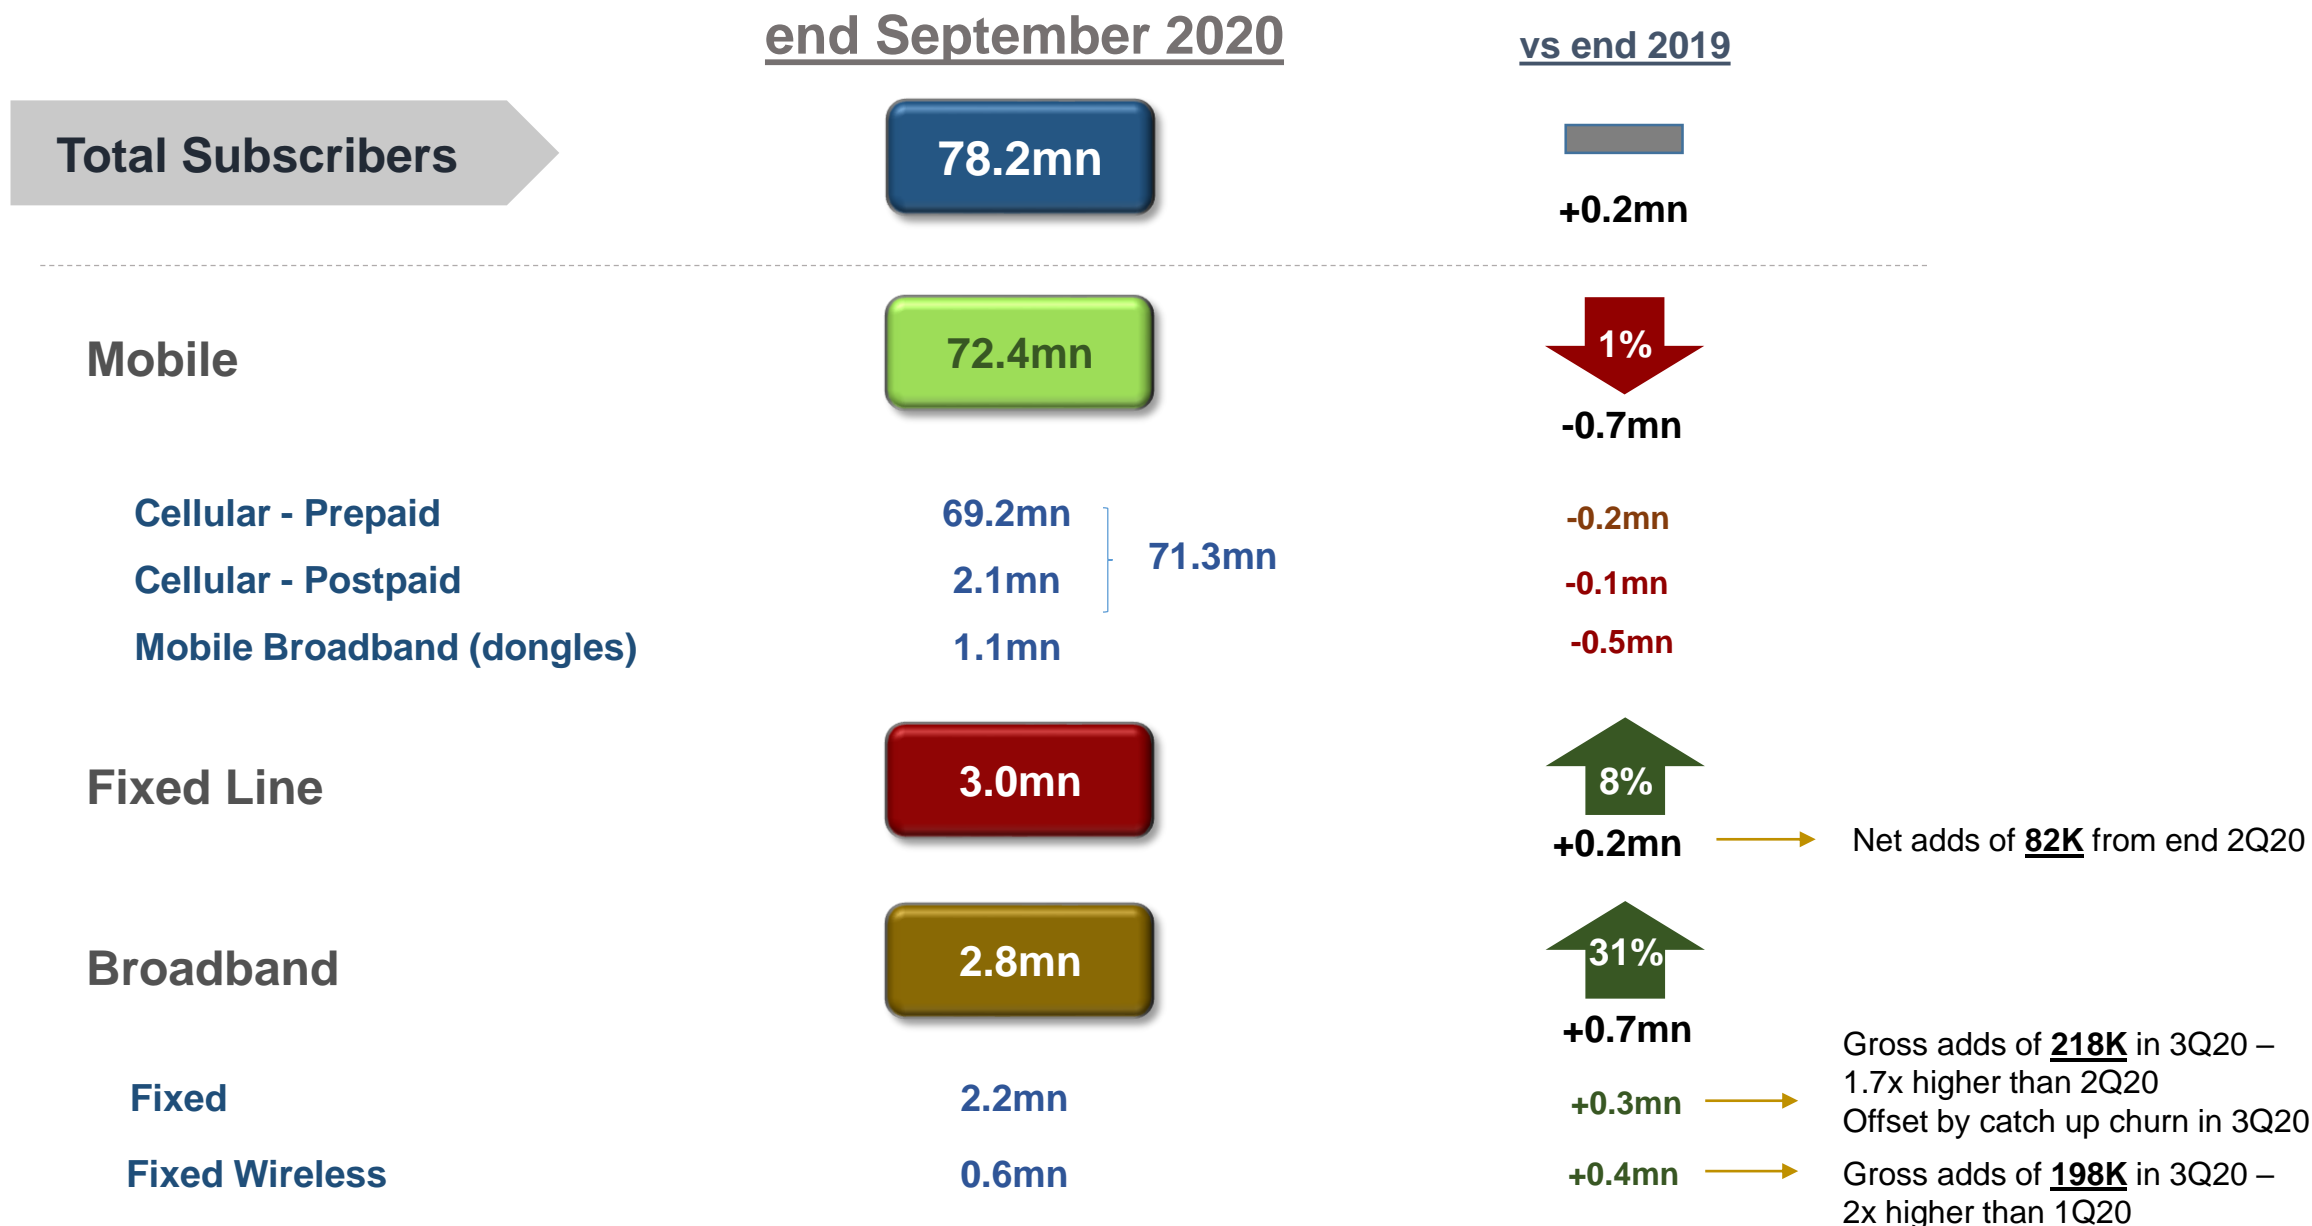 end September 2020
vs end 2019
Total Subscribers
78.2mn
+0.2mn
Mobile
72.4mn
1%
-0.7mn
Cellular - Prepaid
69.2mn
-0.2mn
71.3mn
Cellular - Postpaid
2.1mn
-0.1mn
Mobile Broadband (dongles)
1.1mn
-0.5mn
Fixed Line
3.0mn
8%
+0.2mn
Net adds of 82K from end 2Q20
Broadband
2.8mn
31%
+0.7mn
Fixed
2.2mn
+0.3mn
Gross adds of 218K in 3Q20 –
1.7x higher than 2Q20
Offset by catch up churn in 3Q20
Fixed Wireless
0.6mn
+0.4mn
Gross adds of 198K in 3Q20 –
2x higher than 1Q20